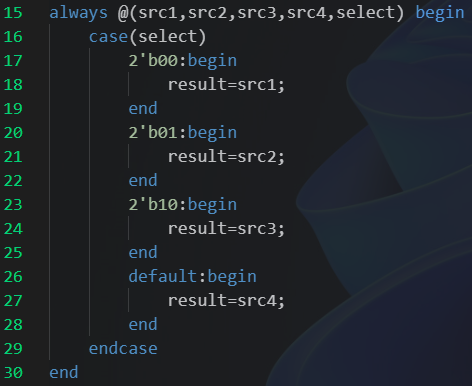 15 always @(src1,src2,src3,src4,select) begin
16     case(select)
17         2'b00:begin
18             result=src1;
19         end
20         2'b01:begin
21             result=src2;
22         end
23         2'b10:begin
24             result=src3;
25         end
26         default:begin
27             result=src4;
28         end
29     endcase
30 end